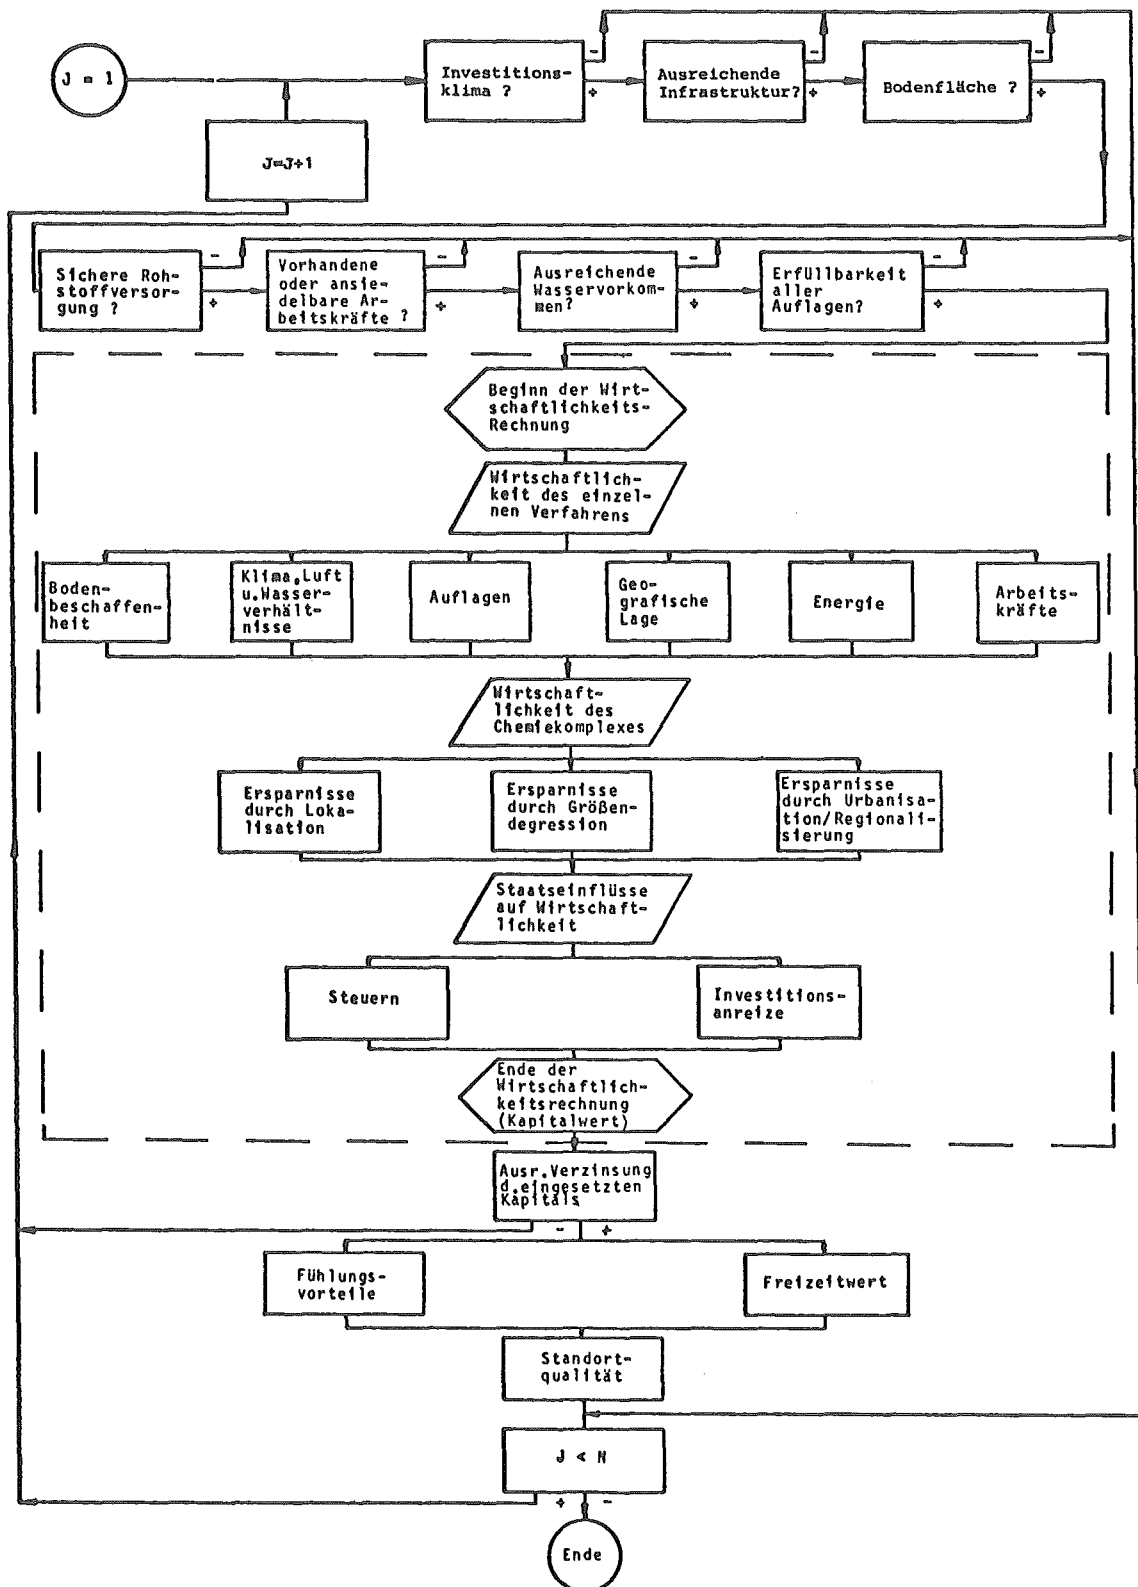 J = 1
Investitions-
klima ?
-
+
Ausreichende
Infrastruktur?
-
+
Bodenfläche ?
-
+
J=J+1
Sichere Roh-
stoffversor-
gung ?
-
+
Vorhandene
oder ansie-
delbare Ar-
beitskräfte ?
-
+
Ausreichende
Wasservorkom-
men?
-
+
Erfüllbarkeit
aller
Auflagen?
-
+
Beginn der Wirt-
schaftlichkeits-
Rechnung
Wirtschaftlich-
keit des einzel-
nen Verfahrens
Boden-
beschaffen-
heit
Klima,Luft
u.Wasser-
verhält-
nisse
Auflagen
Geo-
grafische
Lage
Energie
Arbeits-
kräfte
Wirtschaft-
lichkeit des
Chemiekomplexes
Ersparnisse
durch Loka-
lisation
Ersparnisse
durch Größen-
degression
Ersparnisse
durch Urbanisa-
tion/Regionali-
sierung
Staatseinflüsse
auf Wirtschaft-
lichkeit
Steuern
Investitions-
anreize
Ende der
Wirtschaftlich-
keitsrechnung
(Kapitalwert)
Ausr.Verzinsung
d.eingesetzten
Kapitals
- +
Fühlungs-
vorteile
Freizeitwert
Standort-
qualität
J < N
+ -
Ende